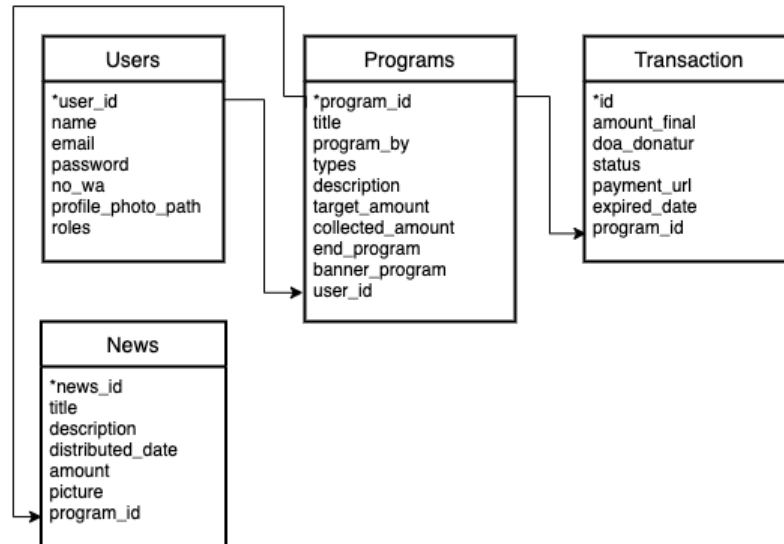 Users
*user_id
name
email
password
no_wa
profile_photo_path
roles
Programs
*program_id
title
program_by
types
description
target_amount
collected_amount
end_program
banner_program
user_id
Transaction
*id
amount_final
doa_donatur
status
payment_url
expired_date
program_id
News
*news_id
title
description
distributed_date
amount
picture
program_id